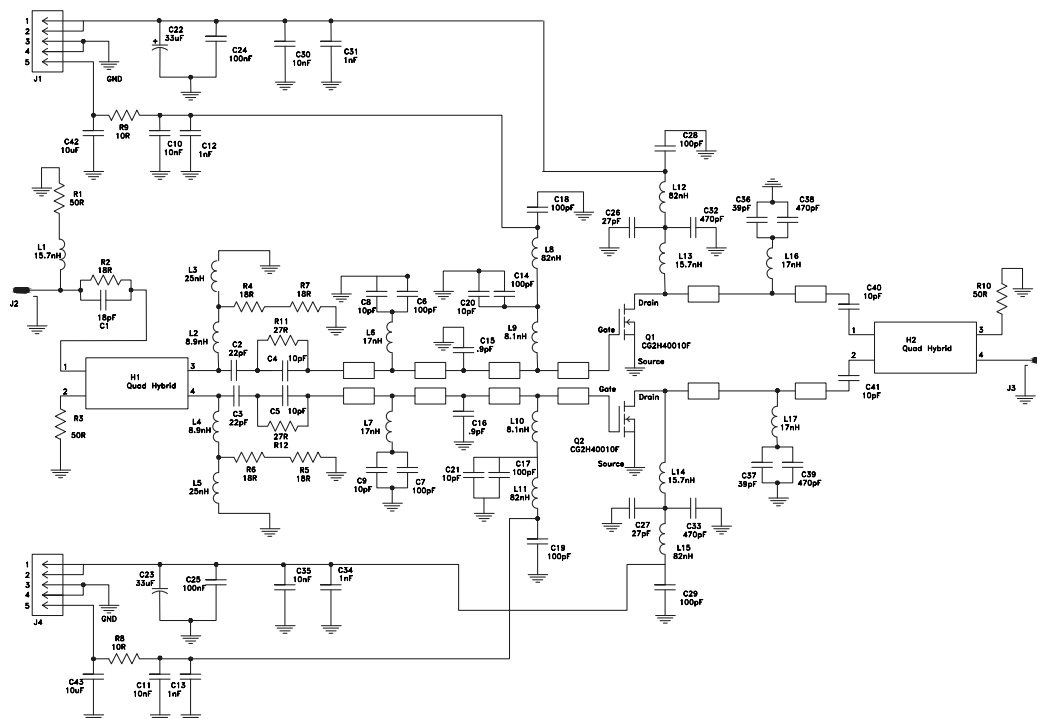 1
2
3
4
5
J1
GND
C22
33uF
+
C24
100nF
C30
10nF
C31
1nF
R9
10R
C42
10uF
C10
10nF
C12
1nF
R1
50R
L1
15.7nH
R2
18R
18pF
C1
J2
L3
25nH
R4
18R
R7
18R
L2
8.9nH
C2
22pF
R11
27R
C4
10pF
1
2
H1
Quad Hybrid
3
4
R3
50R
L4
8.9nH
C3
22pF
C5
10pF
27R
R12
L5
25nH
R6
18R
R5
18R
C8
10pF
C6
100pF
L6
17nH
L7
17nH
C9
10pF
C7
100pF
C18
100pF
L8
82nH
C14
100pF
C20
10pF
C15
.9pF
L9
8.1nH
C16
.9pF
L10
8.1nH
C21
10pF
C17
100pF
L11
82nH
C19
100pF
C28
100pF
L12
82nH
C26
27pF
C32
470pF
L13
15.7nH
C36
39pF
C38
470pF
L16
17nH
Drain
Gate
Q1
CG2H40010F
Source
Gate
Drain
Q2
CG2H40010F
Source
L14
15.7nH
C27
27pF
C33
470pF
L15
82nH
C29
100pF
L17
17nH
C37
39pF
C39
470pF
C40
10pF
C41
10pF
1
2
H2
Quad Hybrid
3
4
R10
50R
J3
1
2
3
4
5
J4
GND
C23
33uF
C25
100nF
C35
10nF
C34
1nF
R8
10R
C43
10uF
C11
10nF
C13
1nF